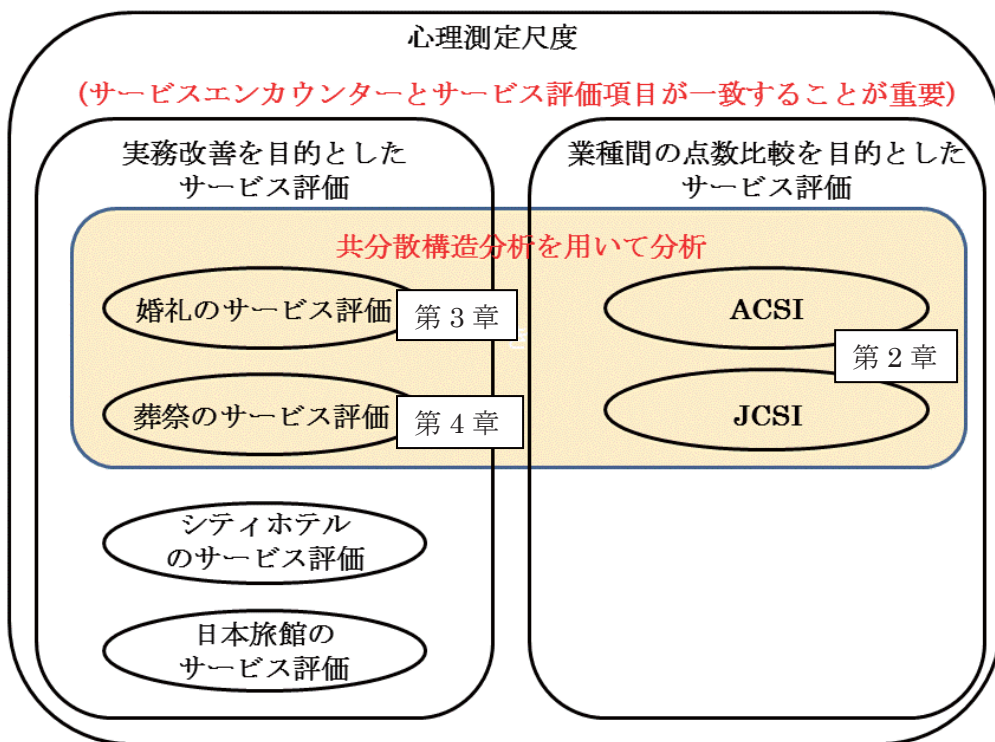 心理測定尺度
(サービスエンカウンターとサービス評価項目が一致することが重要)
実務改善を目的とした
サービス評価
業種間の点数比較を目的とした
サービス評価
共分散構造分析を用いて分析
婚礼のサービス評価
第３章
ACSI
第２章
葬祭のサービス評価
第４章
JCSI
シティホテル
のサービス評価
日本旅館の
サービス評価